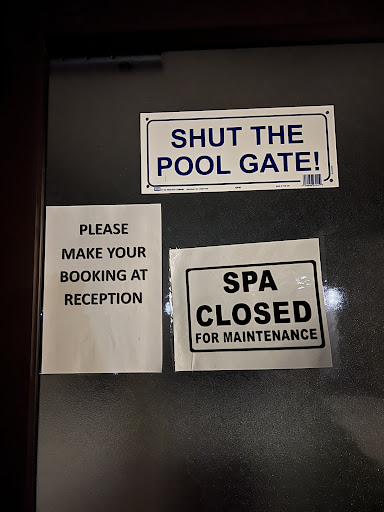 SHUT THE
POOL GATE!
PLEASE
MAKE YOUR
BOOKING AT
RECEPTION
SPA
CLOSED
FOR MAINTENANCE